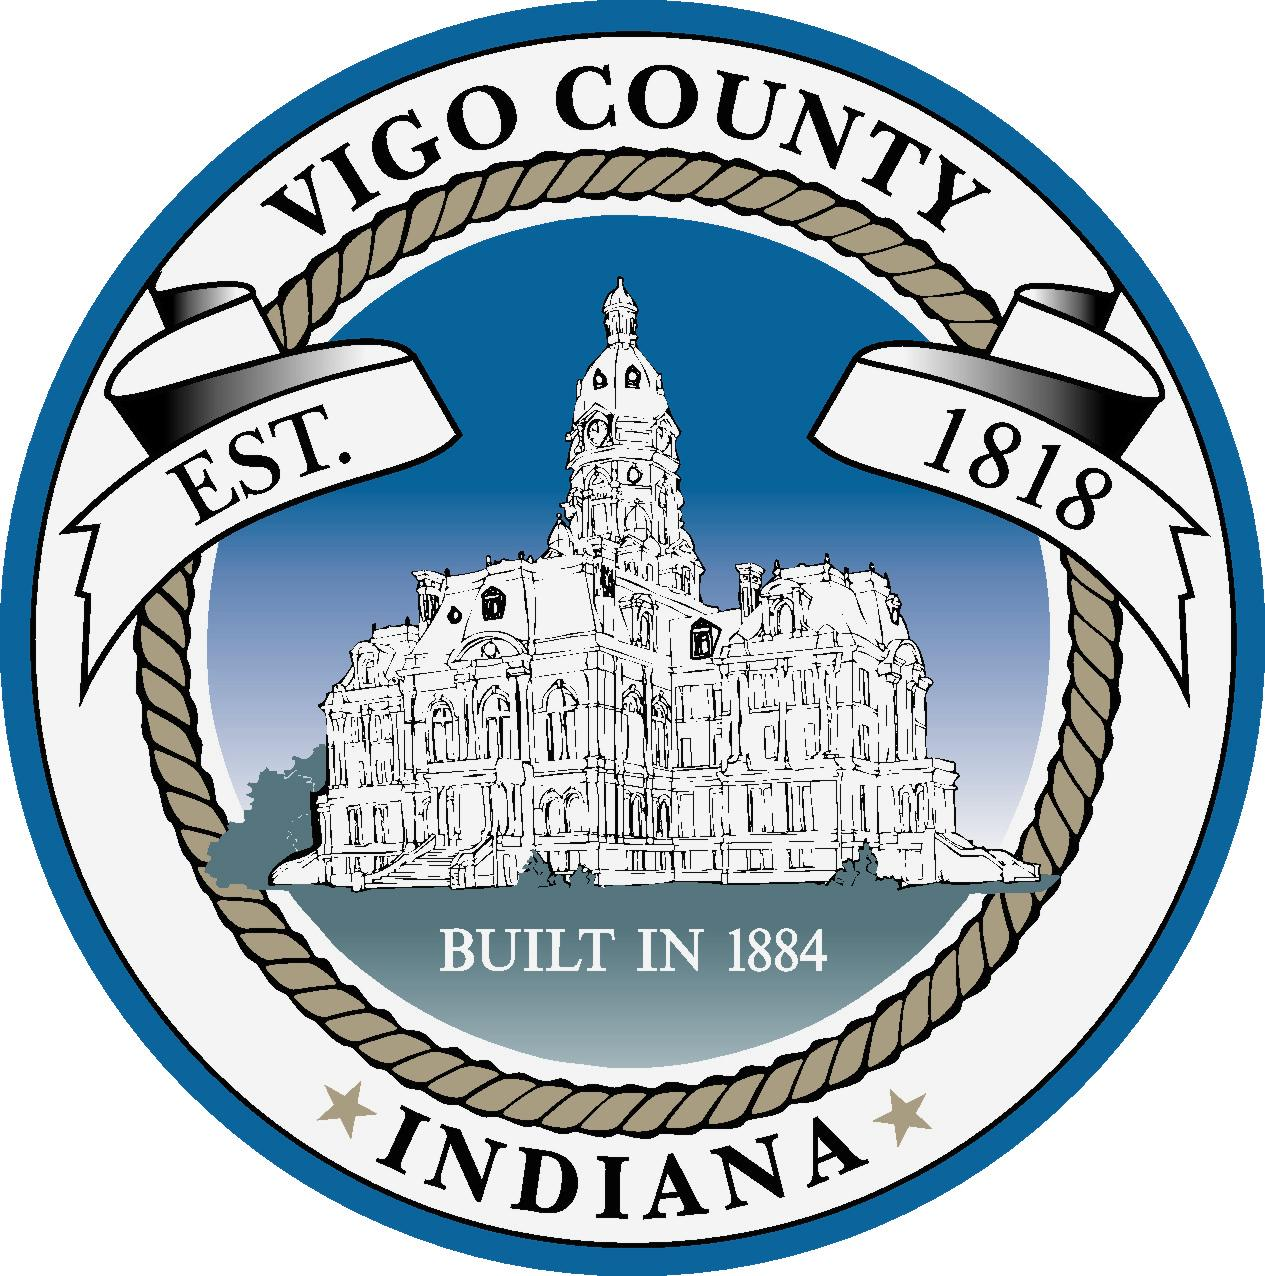 VIGO COUNTY
EST. 1818
BUILT IN 1884
INDIANA